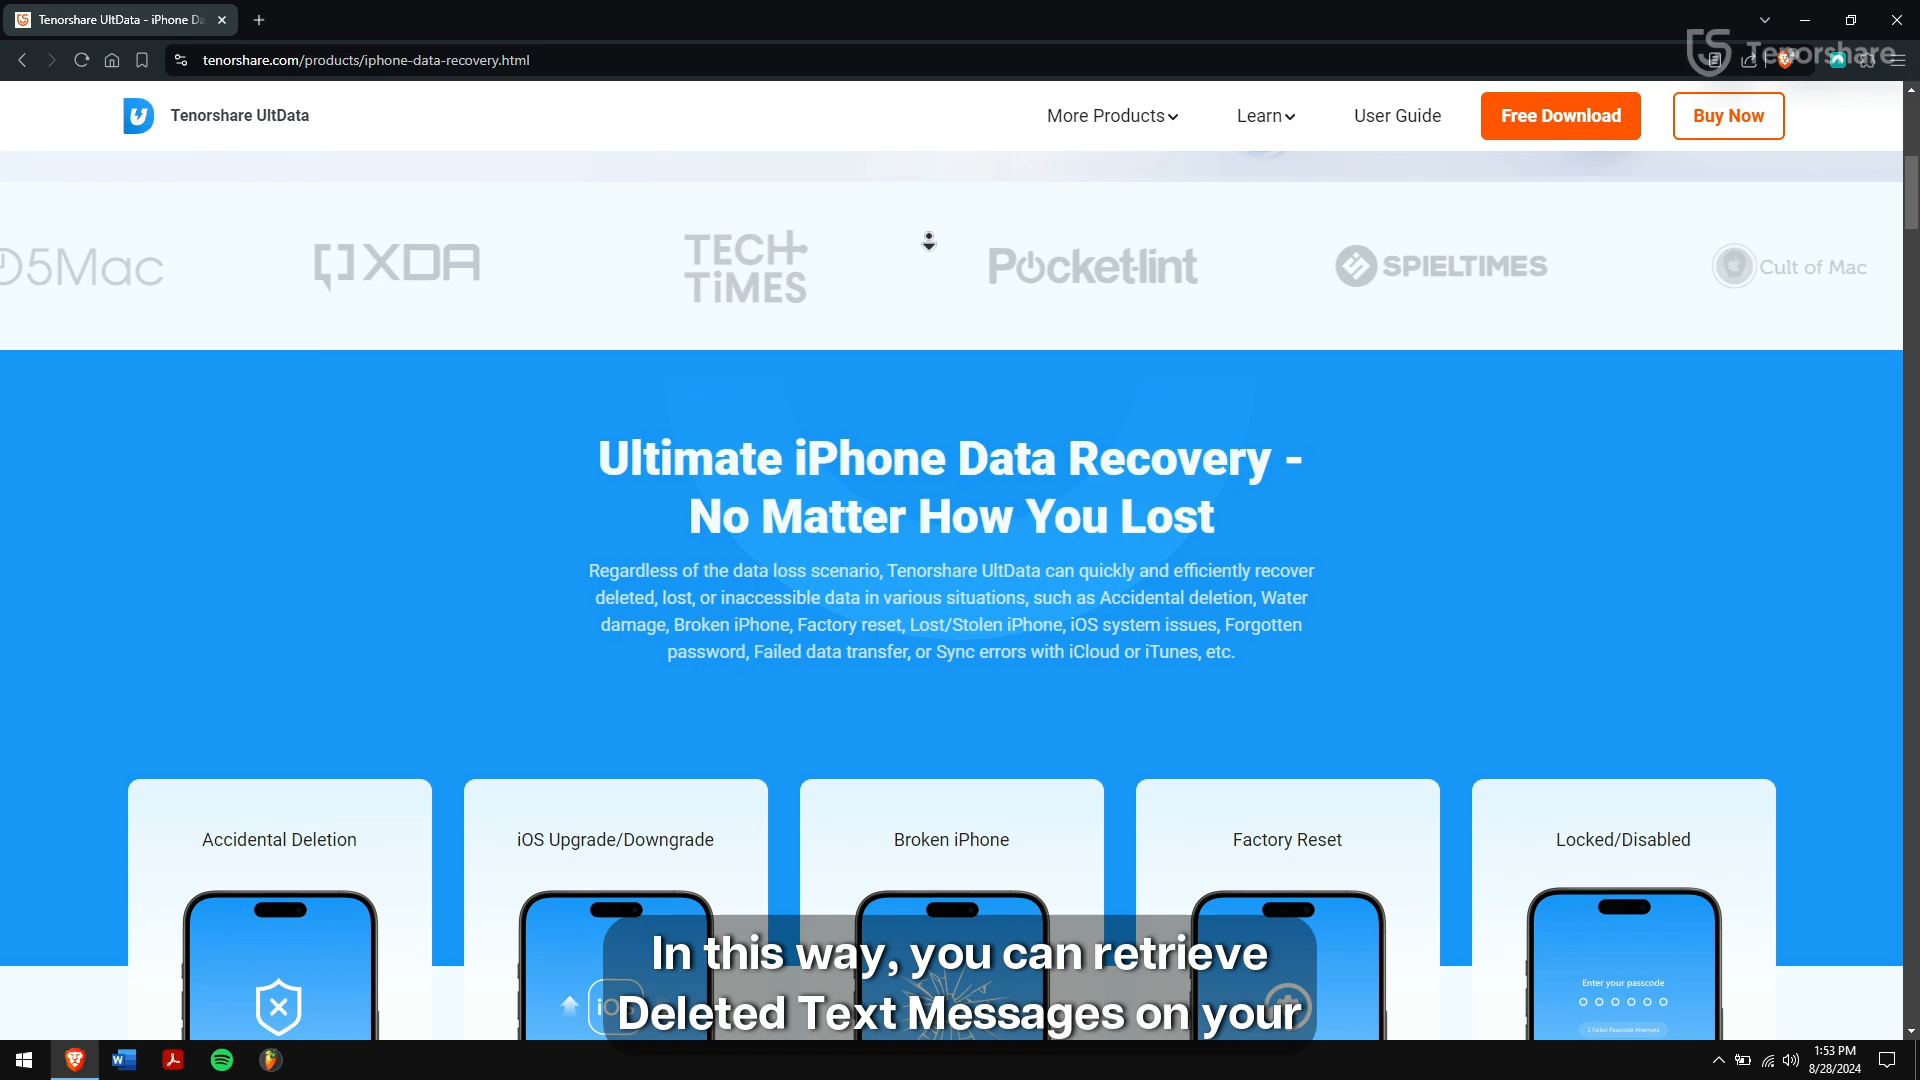 Tenorshare UltData - iPhone Da
tenorshare.com/products/iphone-data-recovery.html
Tenorshare
Tenorshare UltData
More Products
Learn
User Guide
Free Download
Buy Now
O5Mac
XDA
TECH
TiMES
Pocket-lint
SPIELTIMES
Cult of Mac
Ultimate iPhone Data Recovery -
No Matter How You Lost
Regardless of the data loss scenario, Tenorshare UltData can quickly and efficiently recover
deleted, lost, or inaccessible data in various situations, such as Accidental deletion, Water
damage, Broken iPhone, Factory reset, Lost/Stolen iPhone, iOS system issues, Forgotten
password, Failed data transfer, or Sync errors with iCloud or iTunes, etc.
Accidental Deletion
iOS Upgrade/Downgrade
Broken iPhone
Factory Reset
Locked/Disabled
Enter your passcode
2 Failed Passcode Attempts
iOS
In this way, you can retrieve
Deleted Text Messages on your
1:53 PM
8/28/2024